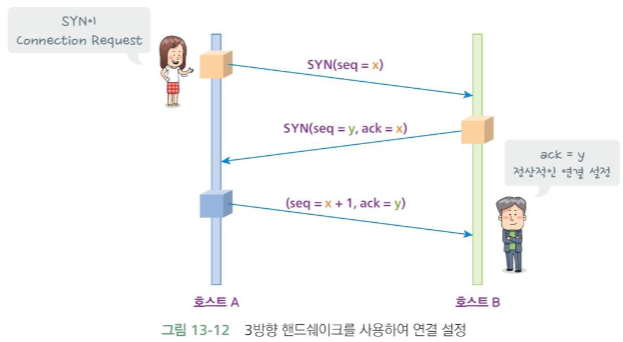 SYN이
Connection Request
SYN(seq = x)
SYN(seq = y, ack = x)
ack = y
정상적인 연결 설정
(seq = x + 1, ack = y)
호스트 A
호스트 B
그림 13-12 3방향 핸드쉐이크를 사용하여 연결 설정